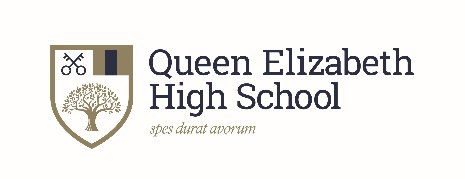 Queen Elizabeth
High School
spes durat avorum